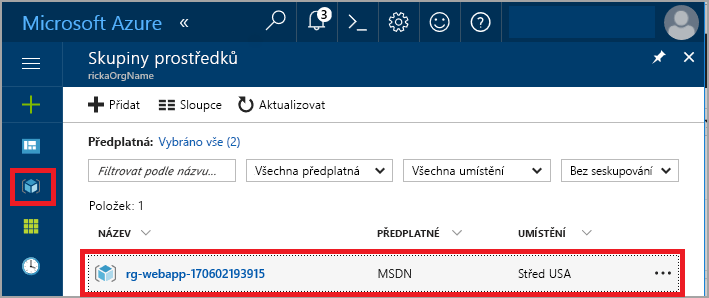 Microsoft Azure «
3
Skupiny prostředků
rickaOrgName
Přidat Sloupce Aktualizovat
Předplatná: Vybráno vše (2)
Filtrovat podle názvu... Všechna předplatná Všechna umístění Bez seskupování
Položek: 1
NÁZEV PŘEDPLATNÉ UMÍSTĚNÍ
rg-webapp-170602193915 MSDN Střed USA ...